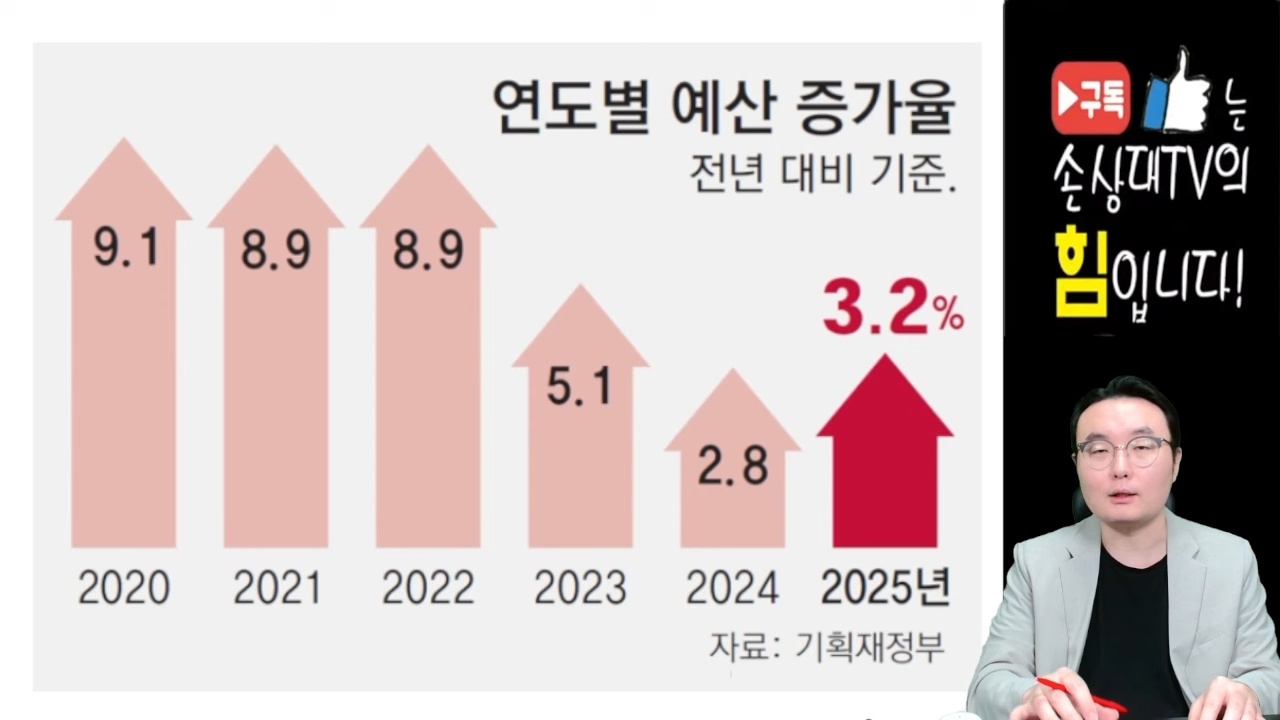 연도별 예산 증가율
전년 대비 기준.
9.1
8.9
8.9
5.1
2.8
3.2%
2020
2021
2022
2023
2024
2025년
자료: 기획재정부
구독 는
손상대TV의
힘입니다!